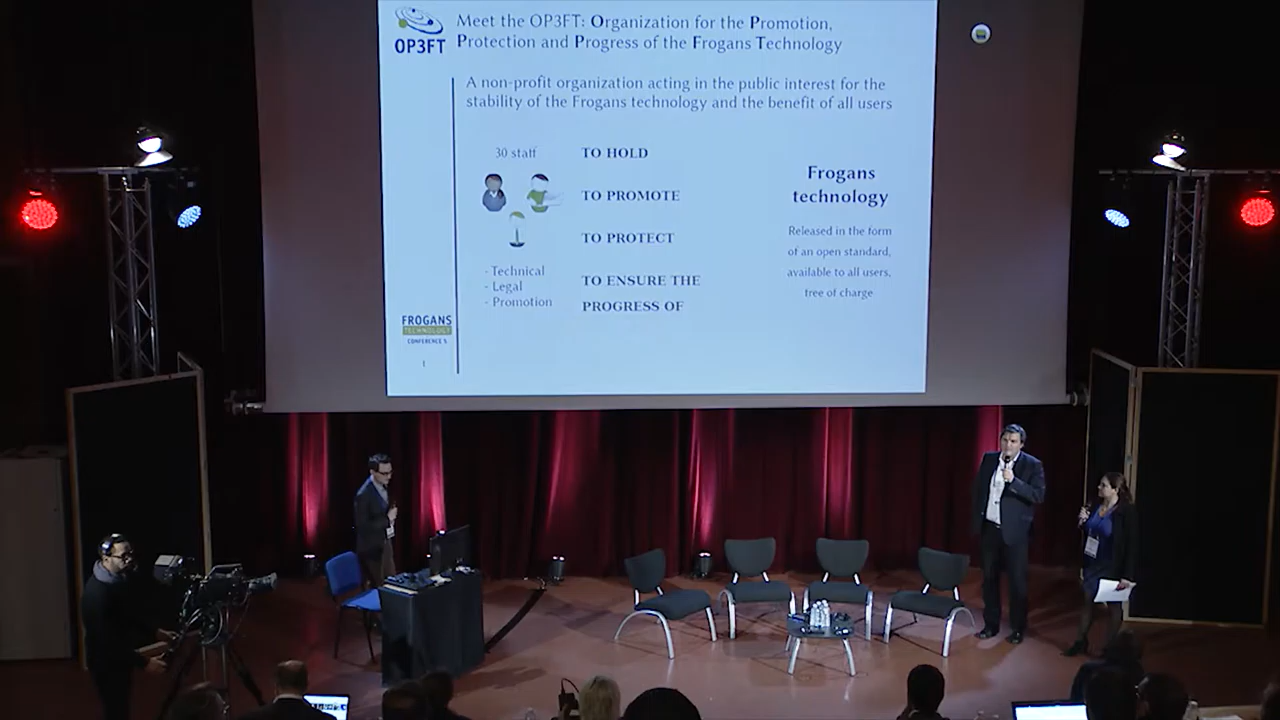 OP3FT
Meet the OP3FT: Organization for the Promotion,
Protection and Progress of the Frogans Technology
A non-profit organization acting in the public interest for the
stability of the Frogans technology and the benefit of all users
30 staff
TO HOLD
TO PROMOTE
TO PROTECT
TO ENSURE THE
PROGRESS OF
- Technical
- Legal
- Promotion
Frogans
technology
Released in the form
of an open standard,
available to all users,
free of charge
FROGANS
TECHNOLOGY
CONFERENCE 5
1